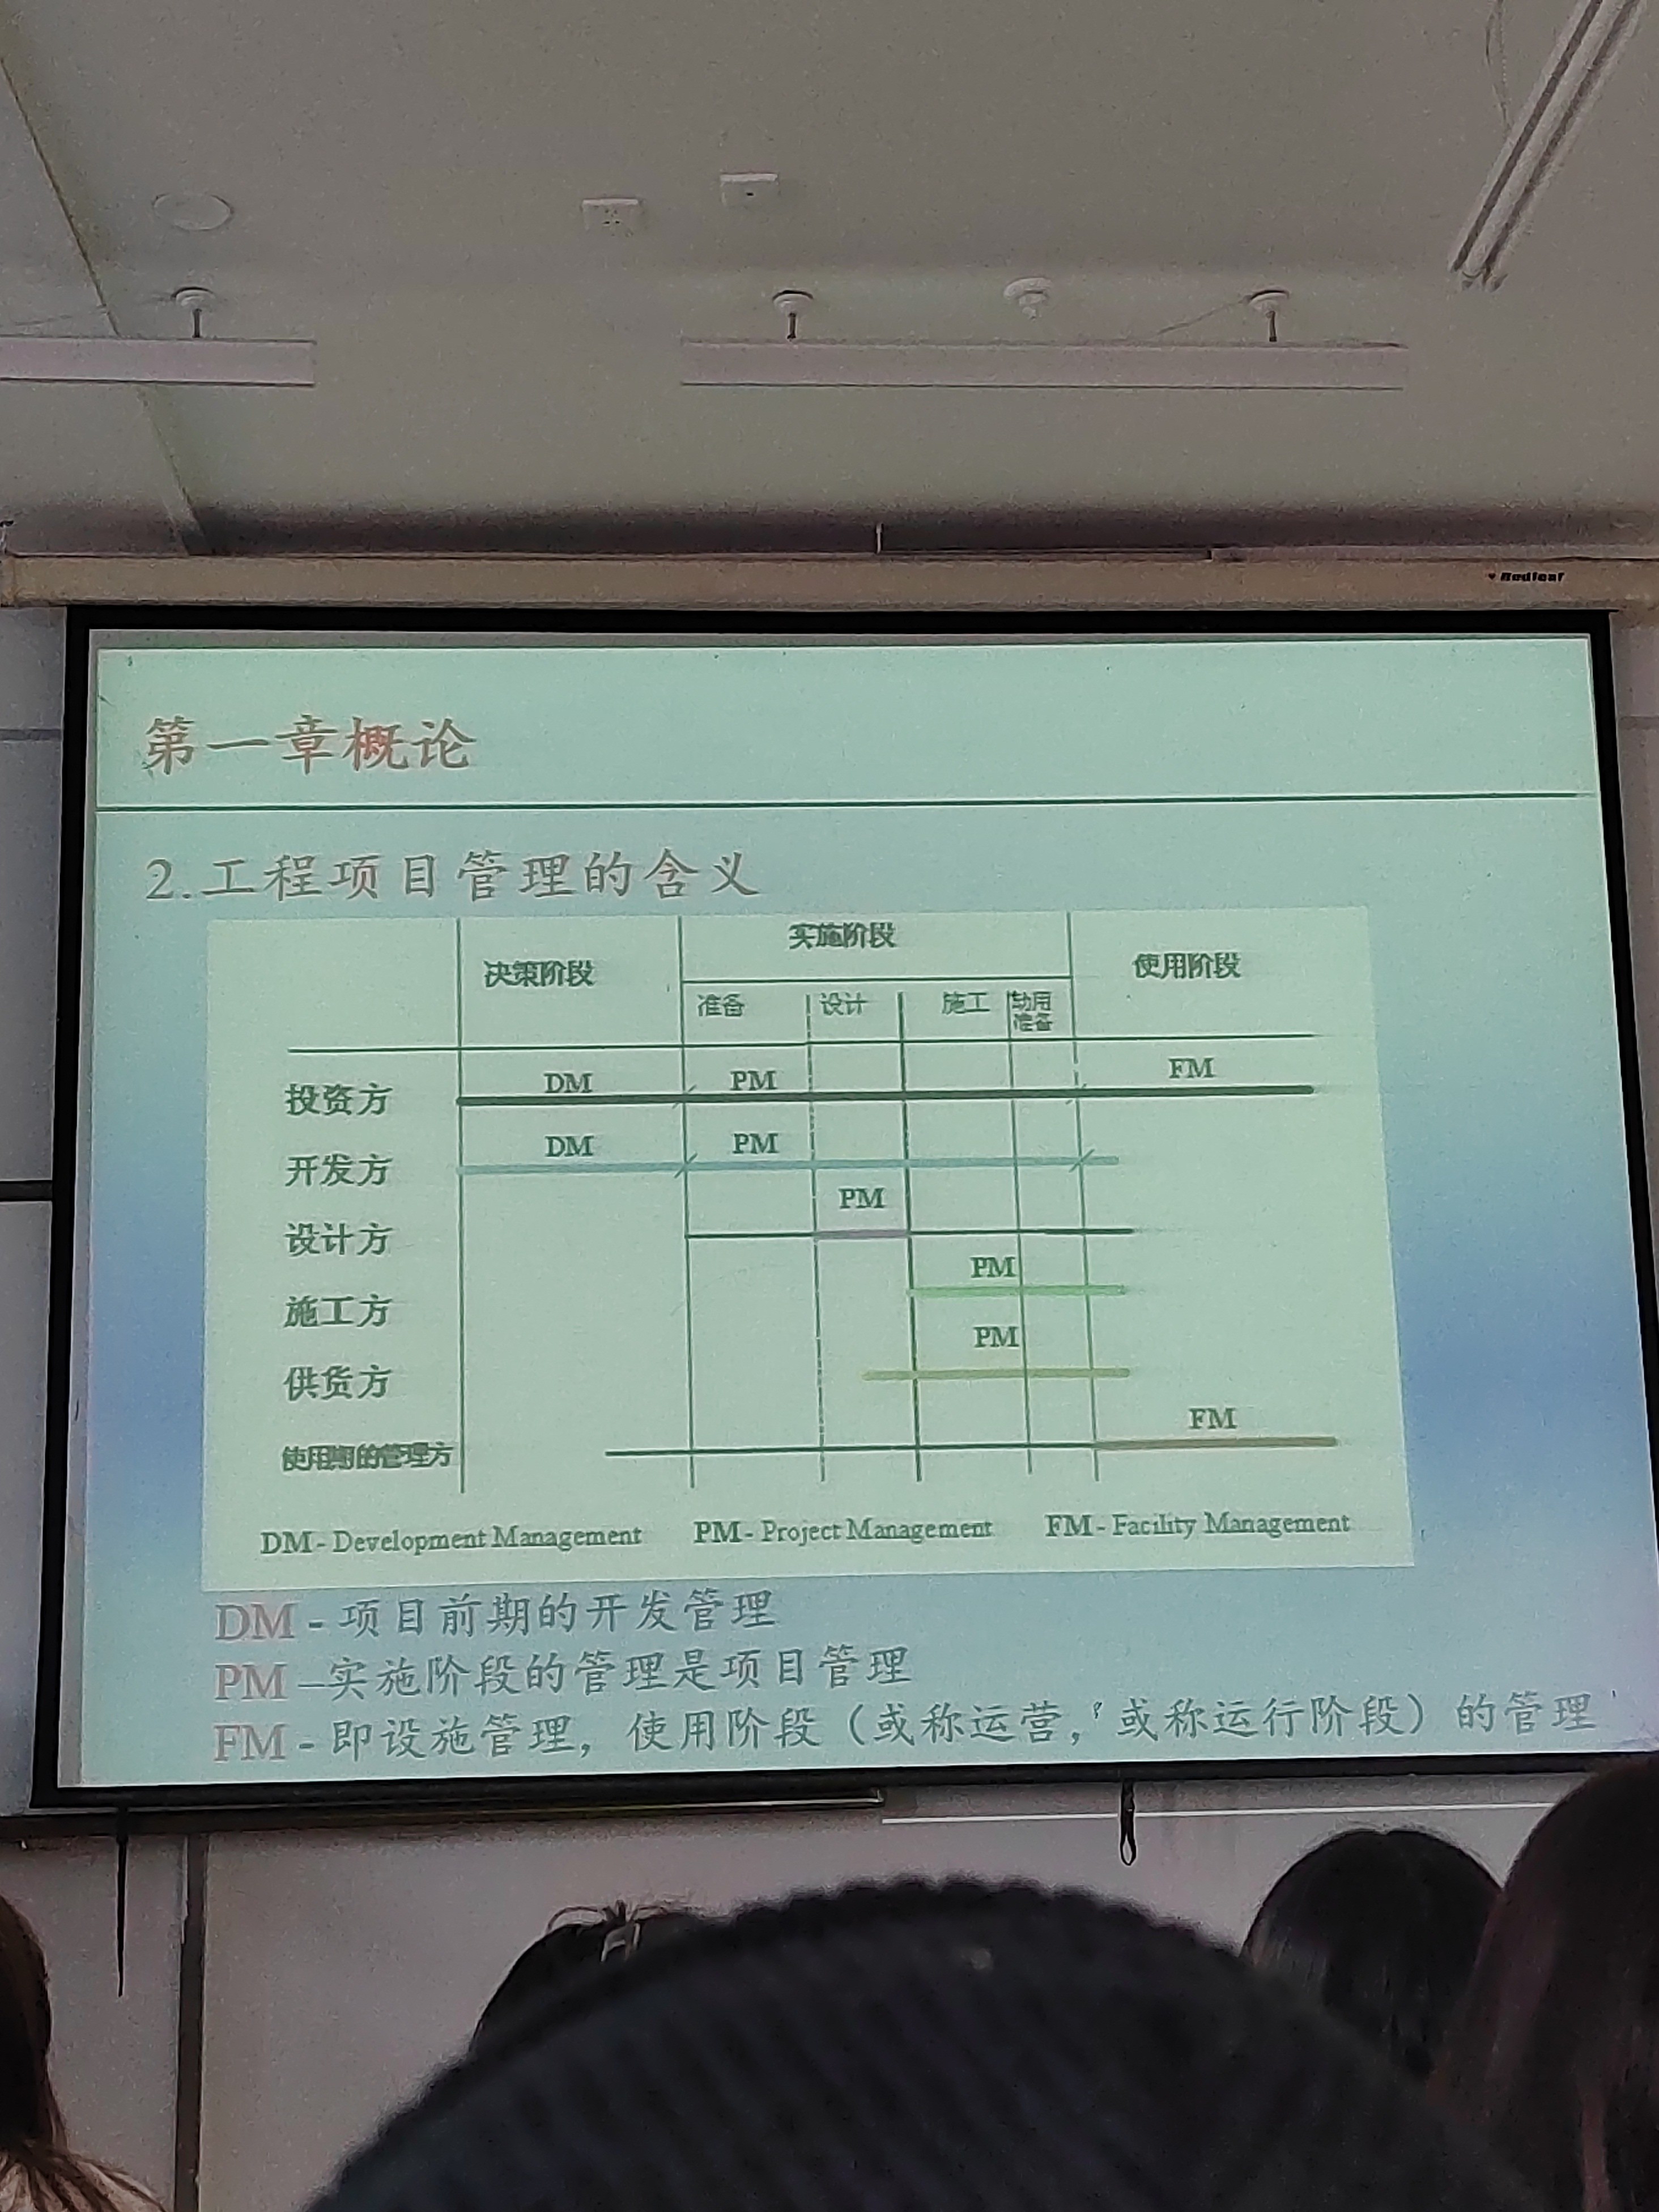 Redleaf
第一章概论
2.工程项目管理的含义
决策阶段 实施阶段 使用阶段
准备 设计 施工 动用准备
投资方 DM PM FM
开发方 DM PM
设计方 PM
施工方 PM
供货方 PM
使用期的管理方 FM
DM - Development Management PM - Project Management FM - Facility Management
DM - 项目前期的开发管理
PM –实施阶段的管理是项目管理
FM - 即设施管理，使用阶段（或称运营，或称运行阶段）的管理